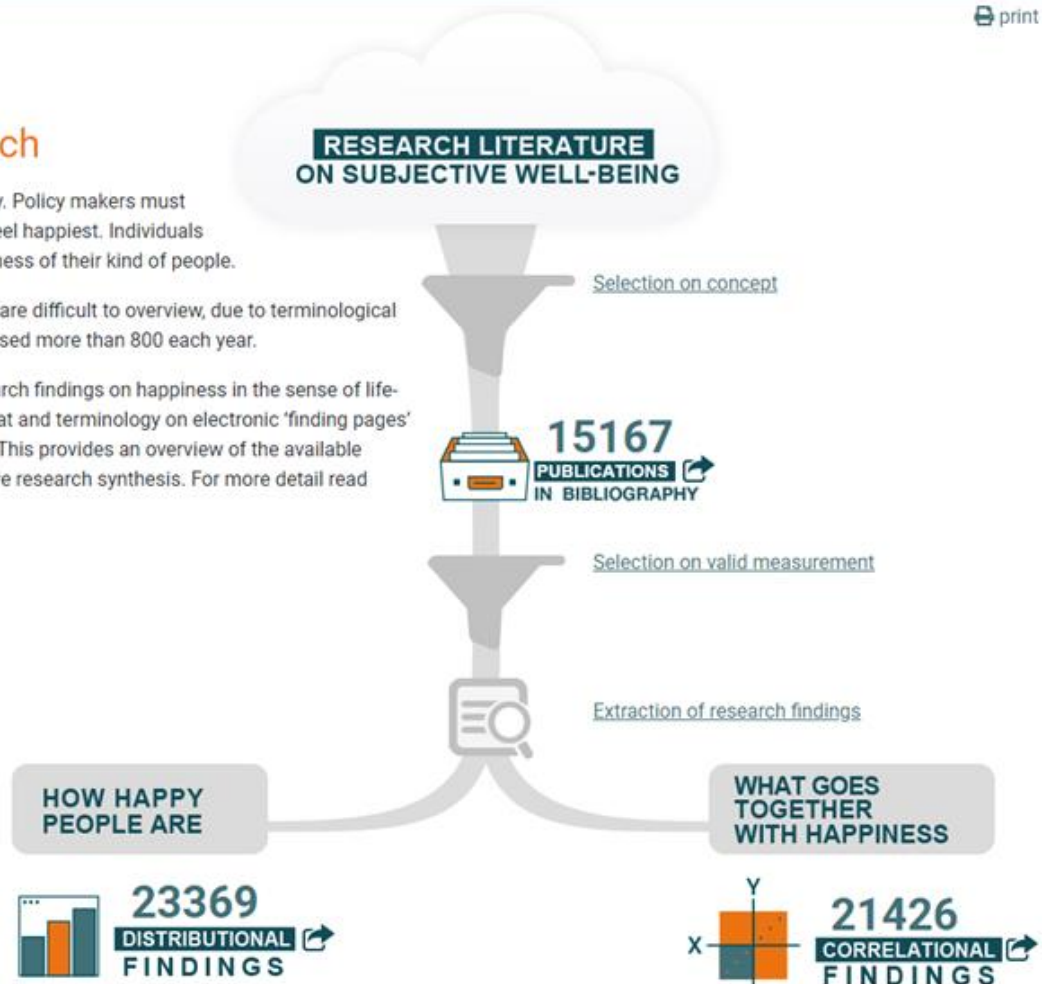 print
ch
y. Policy makers must
eel happiest. Individuals
ness of their kind of people.
are difficult to overview, due to terminological
sed more than 800 each year.
rch findings on happiness in the sense of life-
at and terminology on electronic ‘finding pages’
This provides an overview of the available
e research synthesis. For more detail read
RESEARCH LITERATURE
ON SUBJECTIVE WELL-BEING
Selection on concept
15167
PUBLICATIONS
IN BIBLIOGRAPHY
Selection on valid measurement
Extraction of research findings
HOW HAPPY
PEOPLE ARE
WHAT GOES
TOGETHER
WITH HAPPINESS
23369
DISTRIBUTIONAL
FINDINGS
Y
X
21426
CORRELATIONAL
FINDINGS